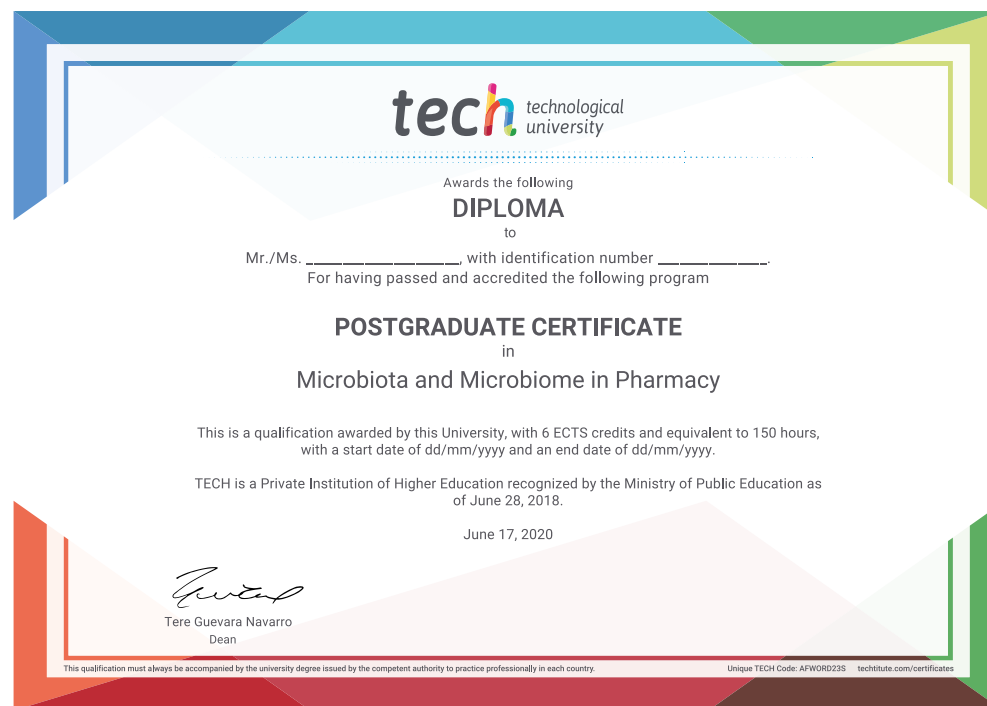 tech technological
university
Awards the following
DIPLOMA
to
Mr./Ms. ____________________, with identification number ______________.
For having passed and accredited the following program
POSTGRADUATE CERTIFICATE
in
Microbiota and Microbiome in Pharmacy
This is a qualification awarded by this University, with 6 ECTS credits and equivalent to 150 hours,
with a start date of dd/mm/yyyy and an end date of dd/mm/yyyy.
TECH is a Private Institution of Higher Education recognized by the Ministry of Public Education as
of June 28, 2018.
June 17, 2020
Tere Guevara Navarro
Dean
This qualification must always be accompanied by the university degree issued by the competent authority to practice professionally in each country.
Unique TECH Code: AFWORD23S techtitute.com/certificates